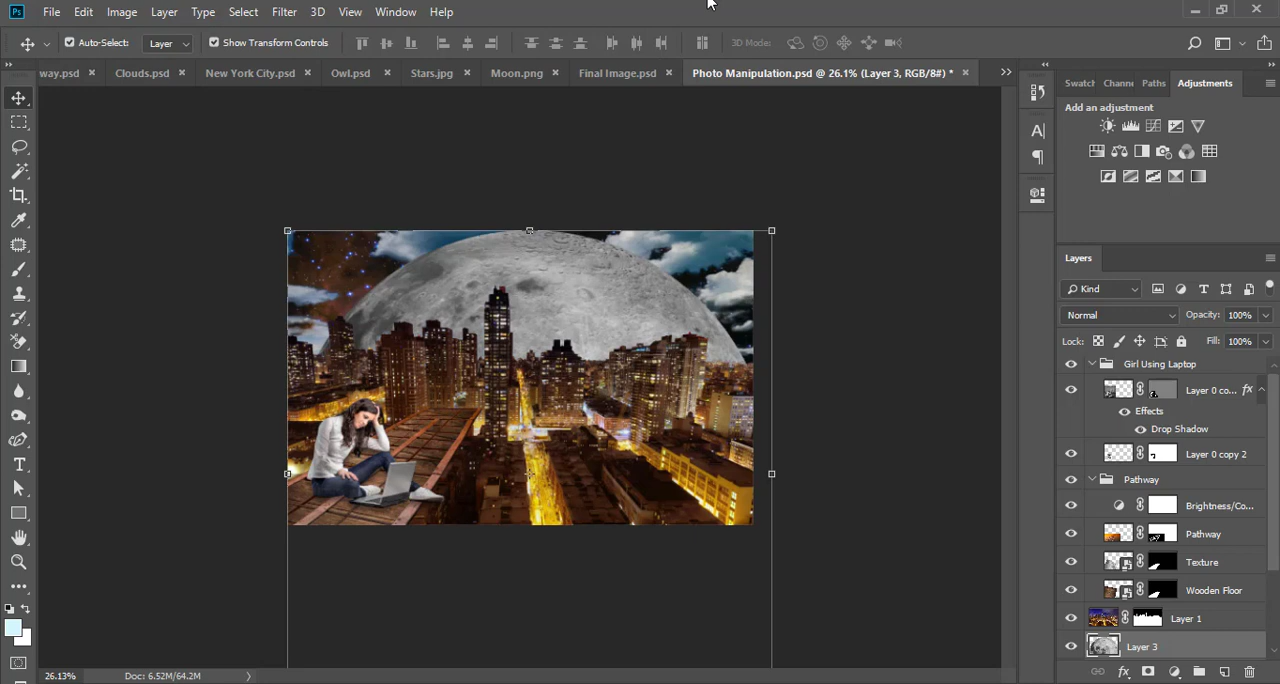 Ps File Edit Image Layer Type Select Filter 3D View Window Help
Auto-Select: Layer Show Transform Controls 3D Mode:
way.psd × Clouds.psd × New York City.psd × Owl.psd × Stars.jpg × Moon.png × Final Image.psd × Photo Manipulation.psd @ 26.1% (Layer 3, RGB/8#) * ×
Swatch Chann Paths Adjustments
Add an adjustment
Layers
Kind
Normal Opacity: 100%
Lock: Fill: 100%
Girl Using Laptop
Layer 0 co... fx
Effects
Drop Shadow
Layer 0 copy 2
Pathway
Brightness/Co...
Pathway
Texture
Wooden Floor
Layer 1
Layer 3
26.13% Doc: 6.52M/64.2M
fx